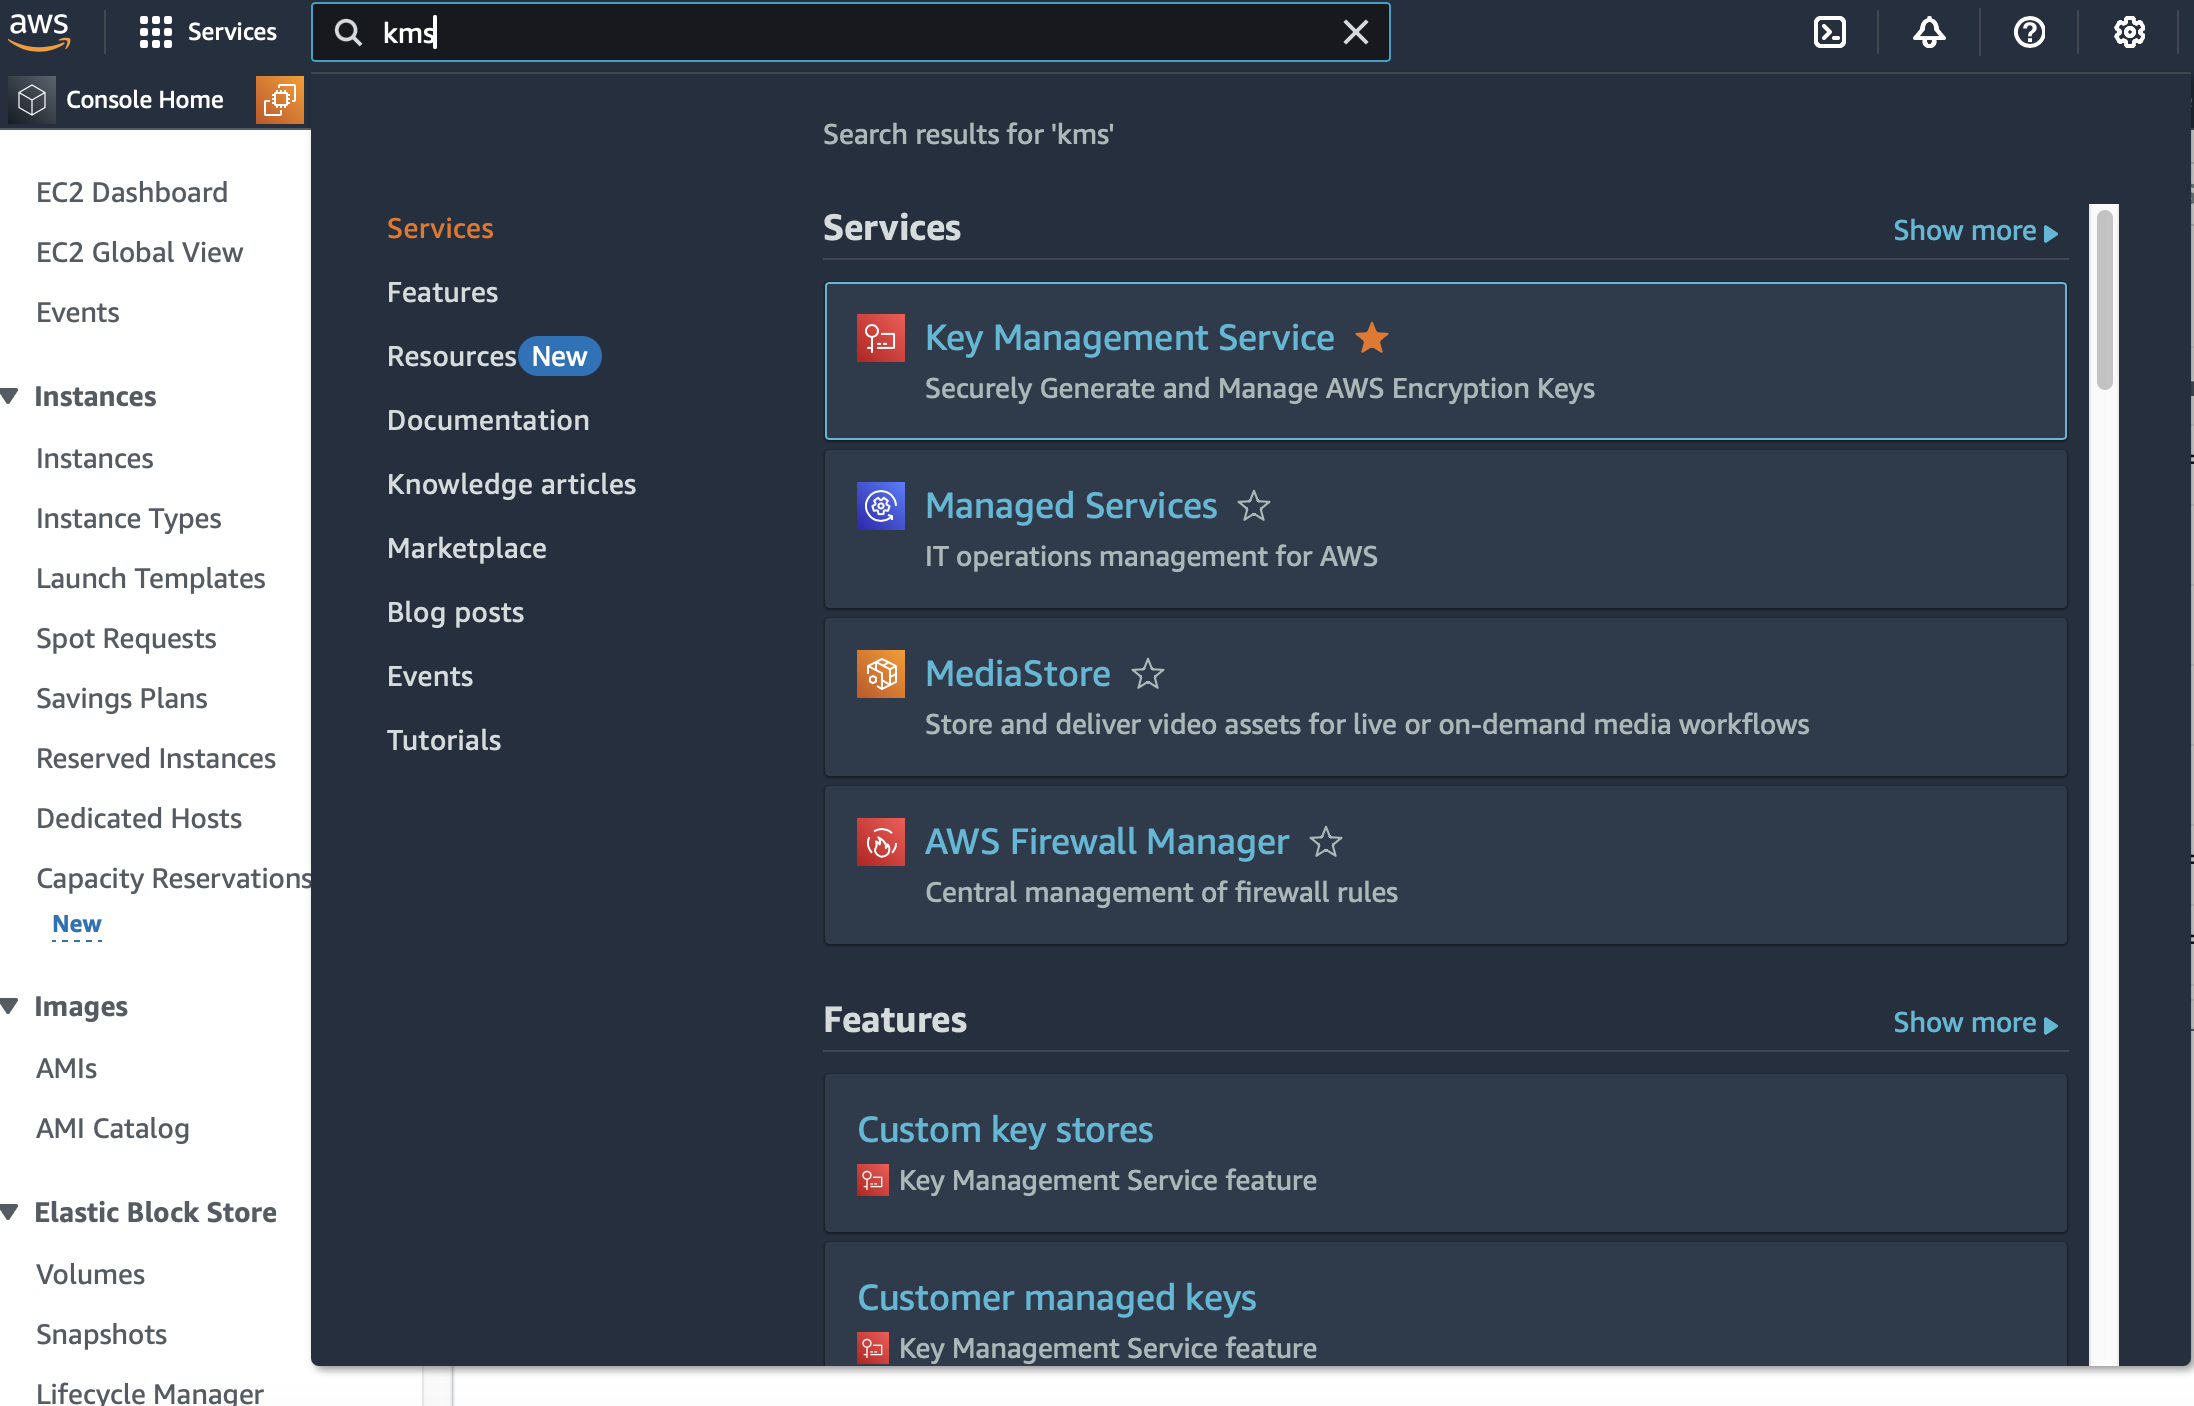 aws
Services
kms
Console Home
EC2 Dashboard
EC2 Global View
Events
Instances
Instances
Instance Types
Launch Templates
Spot Requests
Savings Plans
Reserved Instances
Dedicated Hosts
Capacity Reservations
New
Images
AMIs
AMI Catalog
Elastic Block Store
Volumes
Snapshots
Lifecycle Manager
Services
Features
Resources New
Documentation
Knowledge articles
Marketplace
Blog posts
Events
Tutorials
Search results for 'kms'
Services
Show more
Key Management Service
Securely Generate and Manage AWS Encryption Keys
Managed Services
IT operations management for AWS
MediaStore
Store and deliver video assets for live or on-demand media workflows
AWS Firewall Manager
Central management of firewall rules
Features
Show more
Custom key stores
Key Management Service feature
Customer managed keys
Key Management Service feature